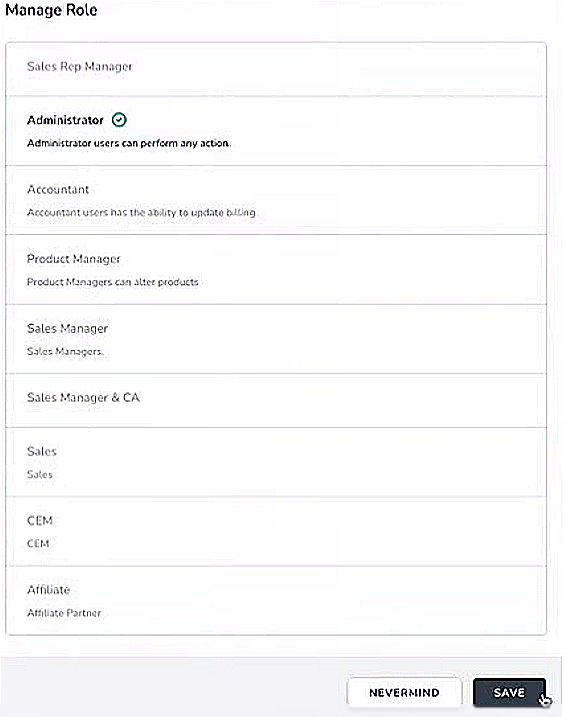 Manage Role
Sales Rep Manager
Administrator
Administrator users can perform any action.
Accountant
Accountant users has the ability to update billing.
Product Manager
Product Managers can alter products
Sales Manager
Sales Managers.
Sales Manager & CA
Sales
Sales
CEM
CEM
Affiliate
Affiliate Partner
NEVERMIND SAVE